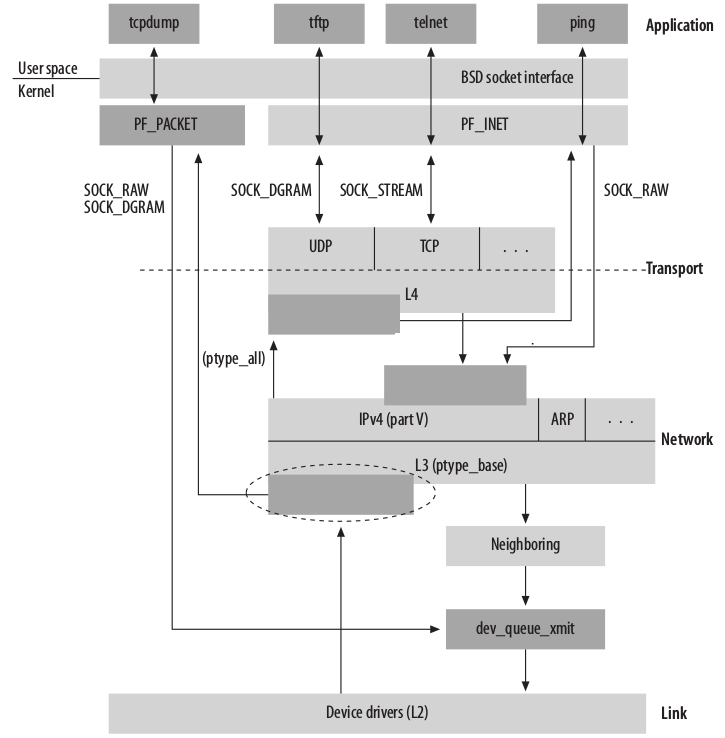 tcpdump
tftp
telnet
ping
Application
User space
Kernel
BSD socket interface
PF_PACKET
PF_INET
SOCK_RAW
SOCK_DGRAM
SOCK_DGRAM
SOCK_STREAM
SOCK_RAW
UDP
TCP
. . .
Transport
L4
(ptype_all)
IPv4 (part V)
ARP
. . .
Network
L3 (ptype_base)
Neighboring
dev_queue_xmit
Device drivers (L2)
Link